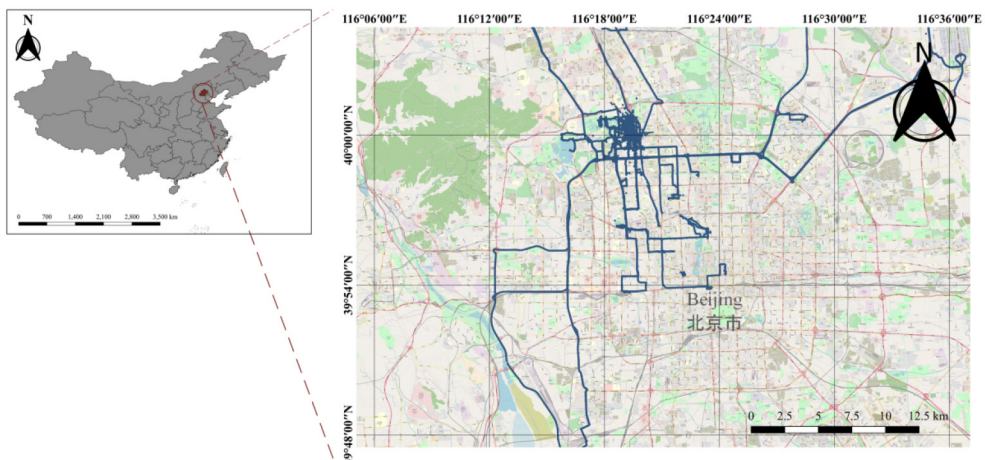 116°06′00″E 116°12′00″E 116°18′00″E 116°24′00″E 116°30′00″E 116°36′00″E
N
0 700 1,400 2,100 2,800 3,500 km
N
40°00′00″N
39°54′00″N
9°48′00″N
Beijing
北京市
0 2.5 5 7.5 10 12.5 km